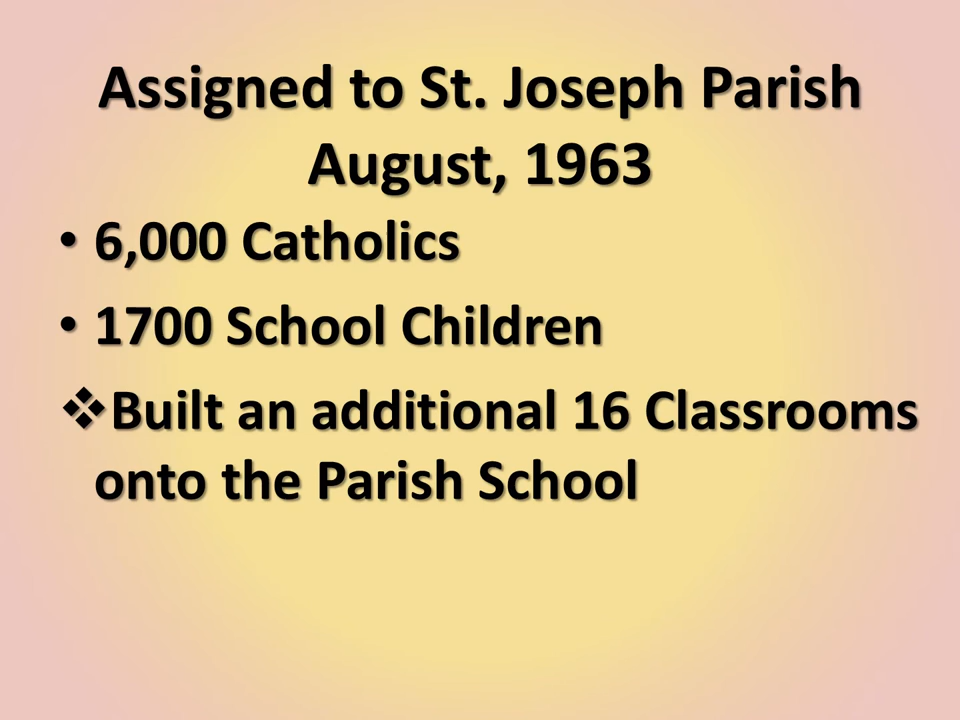 Assigned to St. Joseph Parish
August, 1963
• 6,000 Catholics
• 1700 School Children
❖Built an additional 16 Classrooms
onto the Parish School